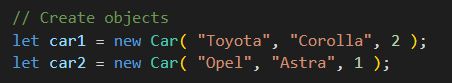 // Create objects
let car1 = new Car( "Toyota", "Corolla", 2 );
let car2 = new Car( "Opel", "Astra", 1 );